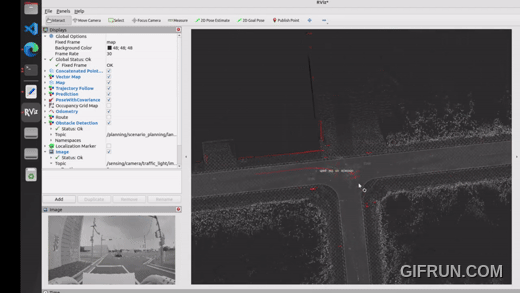 RViz*
File Panels Help
Interact Move Camera Select Focus Camera Measure 2D Pose Estimate 2D Goal Pose Publish Point
Displays
Global Options
Fixed Frame map
Background Color 48; 48; 48
Frame Rate 30
Global Status: Ok
Fixed Frame OK
Concatenated Point...
Vector Map
Map
Trajectory Follow
Prediction
PoseWithCovariance
Occupancy Grid Map
Odometry
Route
Obstacle Detection
Status: Ok
Topic /planning/scenario_planning/lan...
Namespaces
Localization Marker
Image
Status: Ok
Topic /sensing/camera/traffic_light/im...
Add Duplicate Remove Rename
Image
RViz
GIFRUN.COM